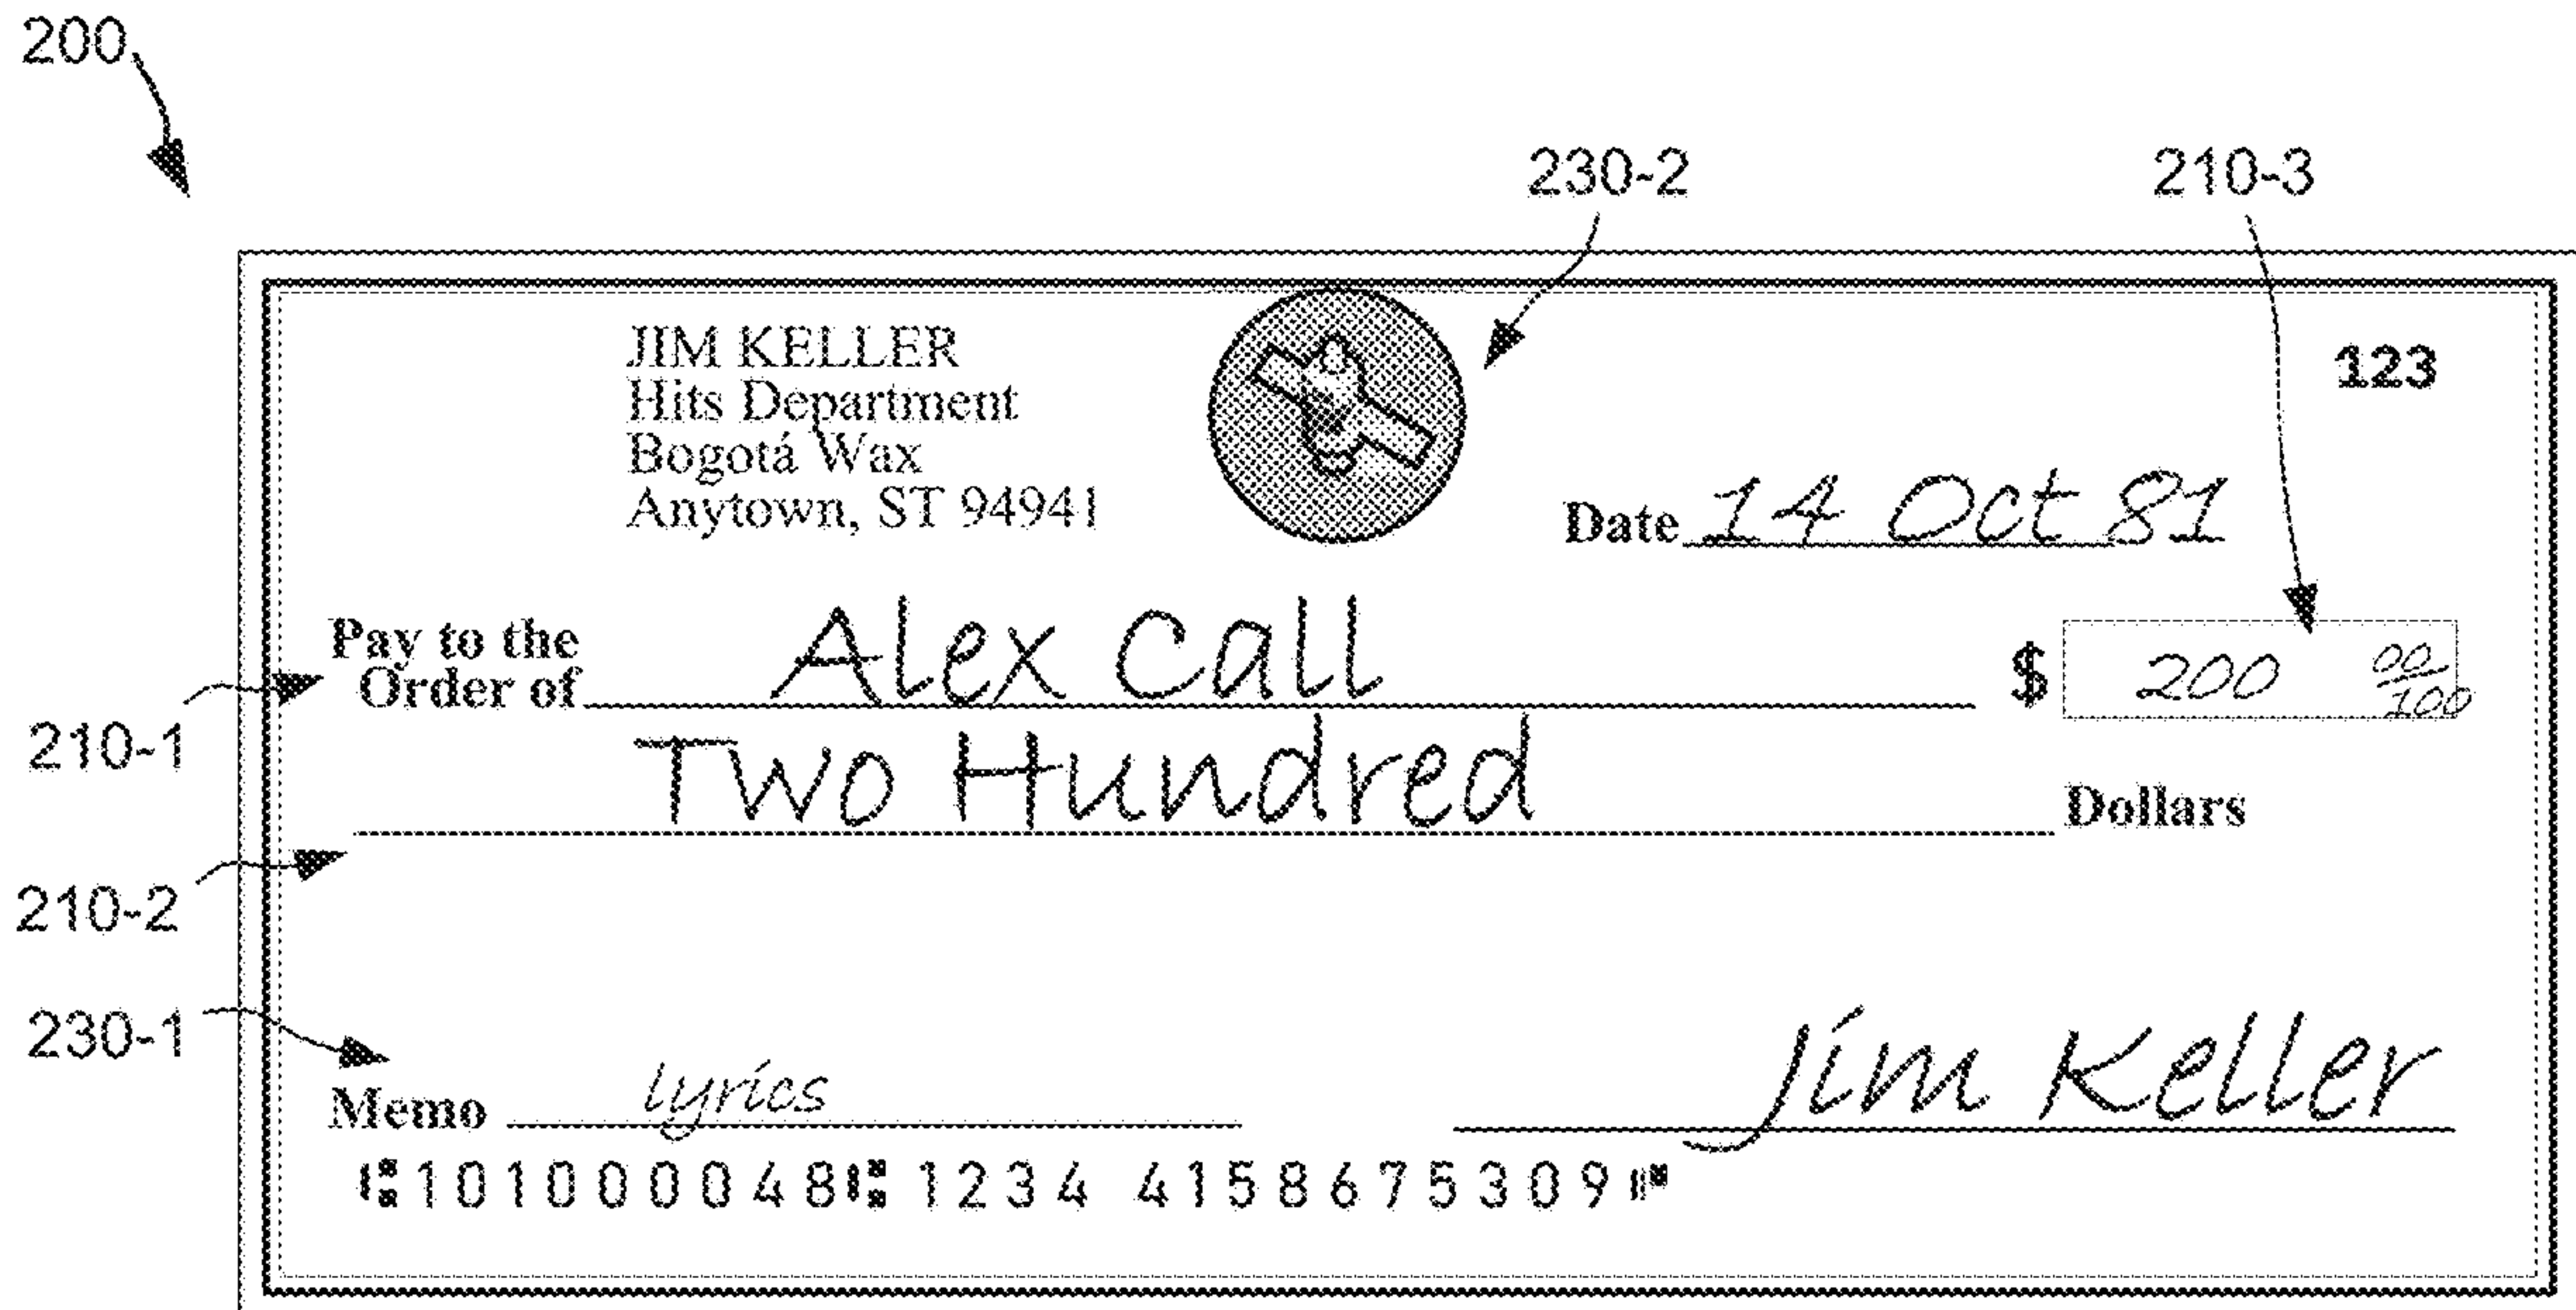 200
230-2 210-3
JIM KELLER
Hits Department
Bogotá Wax
Anytown, ST 94941
123
Date 14 Oct 81
Pay to the
Order of Alex Call $ 200 00/100
210-1
Two Hundred Dollars
210-2
230-1
Memo lyrics Jim Keller
⑆101000048⑆ 1234 4158675309⑈